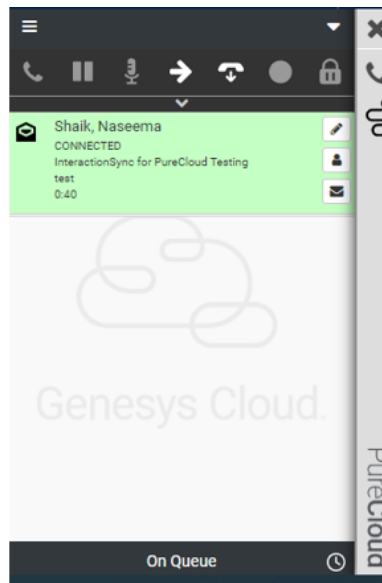 Shaik, Naseema
CONNECTED
InteractionSync for PureCloud Testing
test
0:40
Genesys Cloud.
On Queue
PureCloud